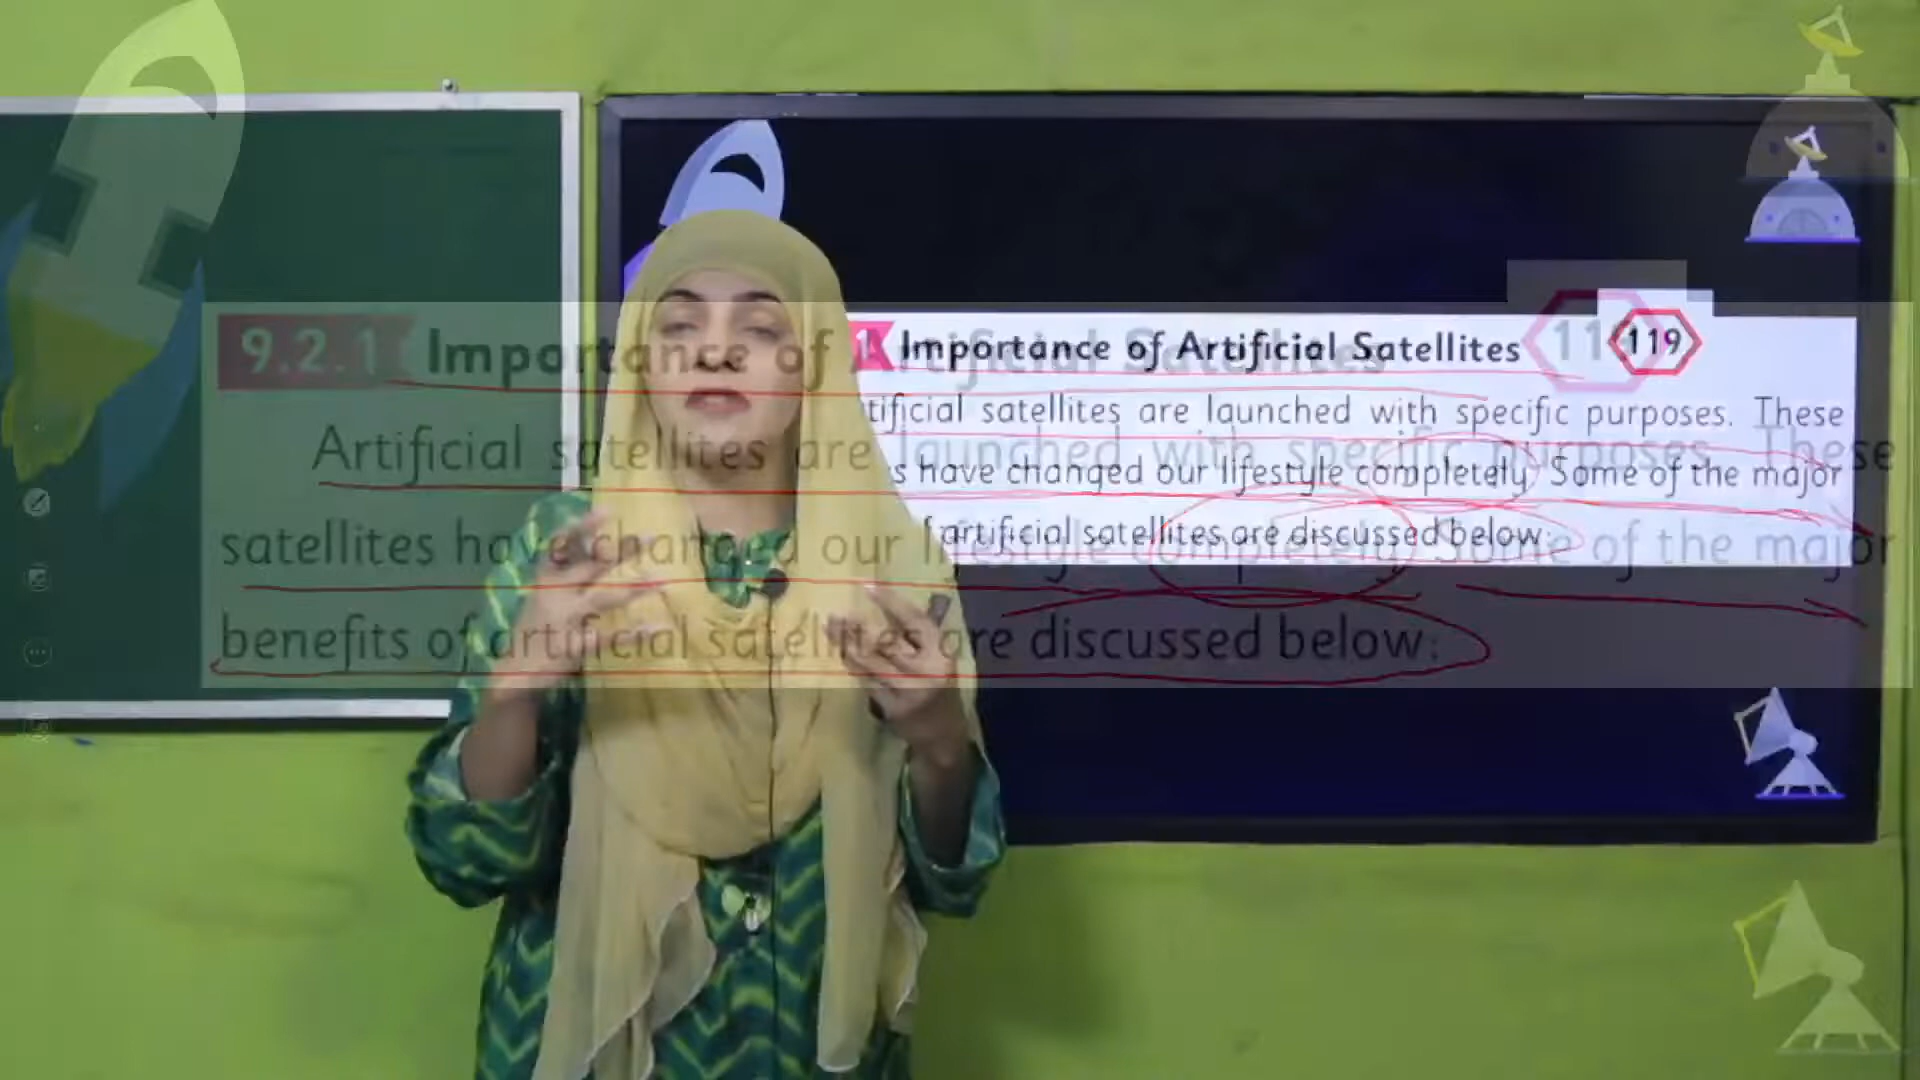 9.2.1 Importance of Artificial Satellites 119
Artificial satellites are launched with specific purposes. These
satellites have changed our lifestyle completely. Some of the major
benefits of artificial satellites are discussed below:
1 Importance of Artificial Satellites 119
tificial satellites are launched with specific purposes. These
s have changed our lifestyle completely. Some of the major
f artificial satellites are discussed below: